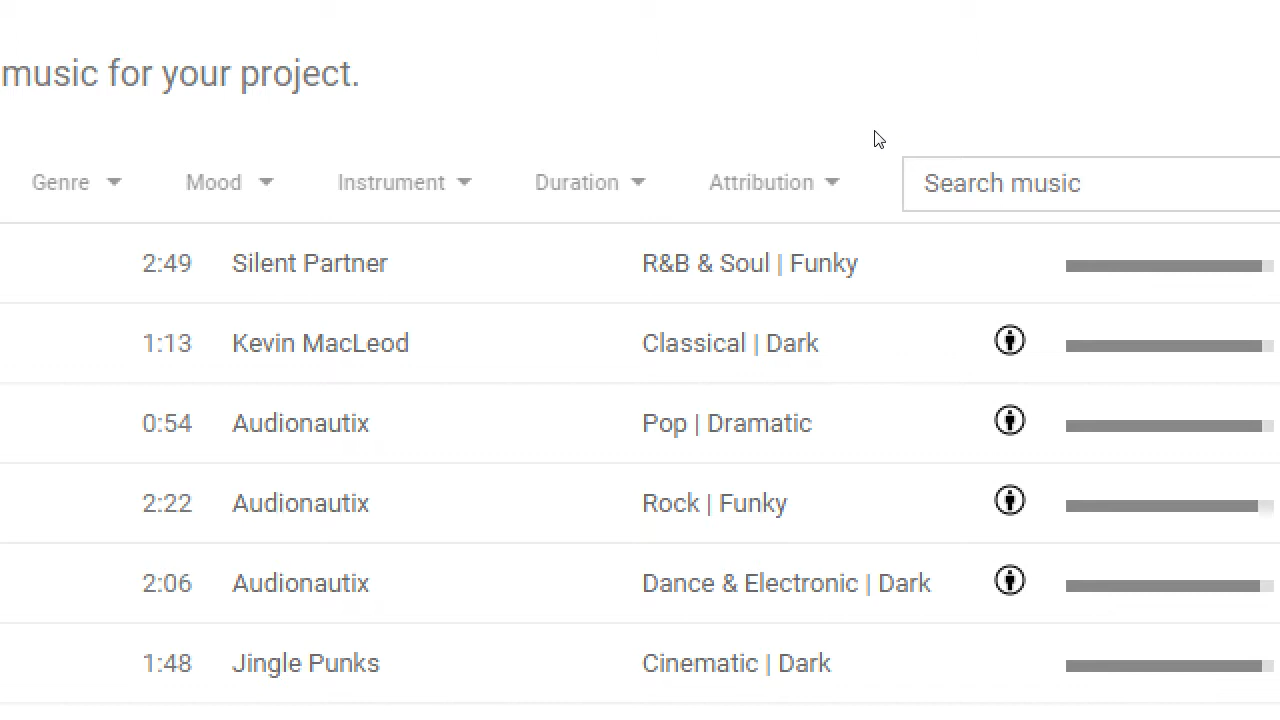 music for your project.
Genre Mood Instrument Duration Attribution Search music
2:49 Silent Partner R&B & Soul | Funky
1:13 Kevin MacLeod Classical | Dark
0:54 Audionautix Pop | Dramatic
2:22 Audionautix Rock | Funky
2:06 Audionautix Dance & Electronic | Dark
1:48 Jingle Punks Cinematic | Dark